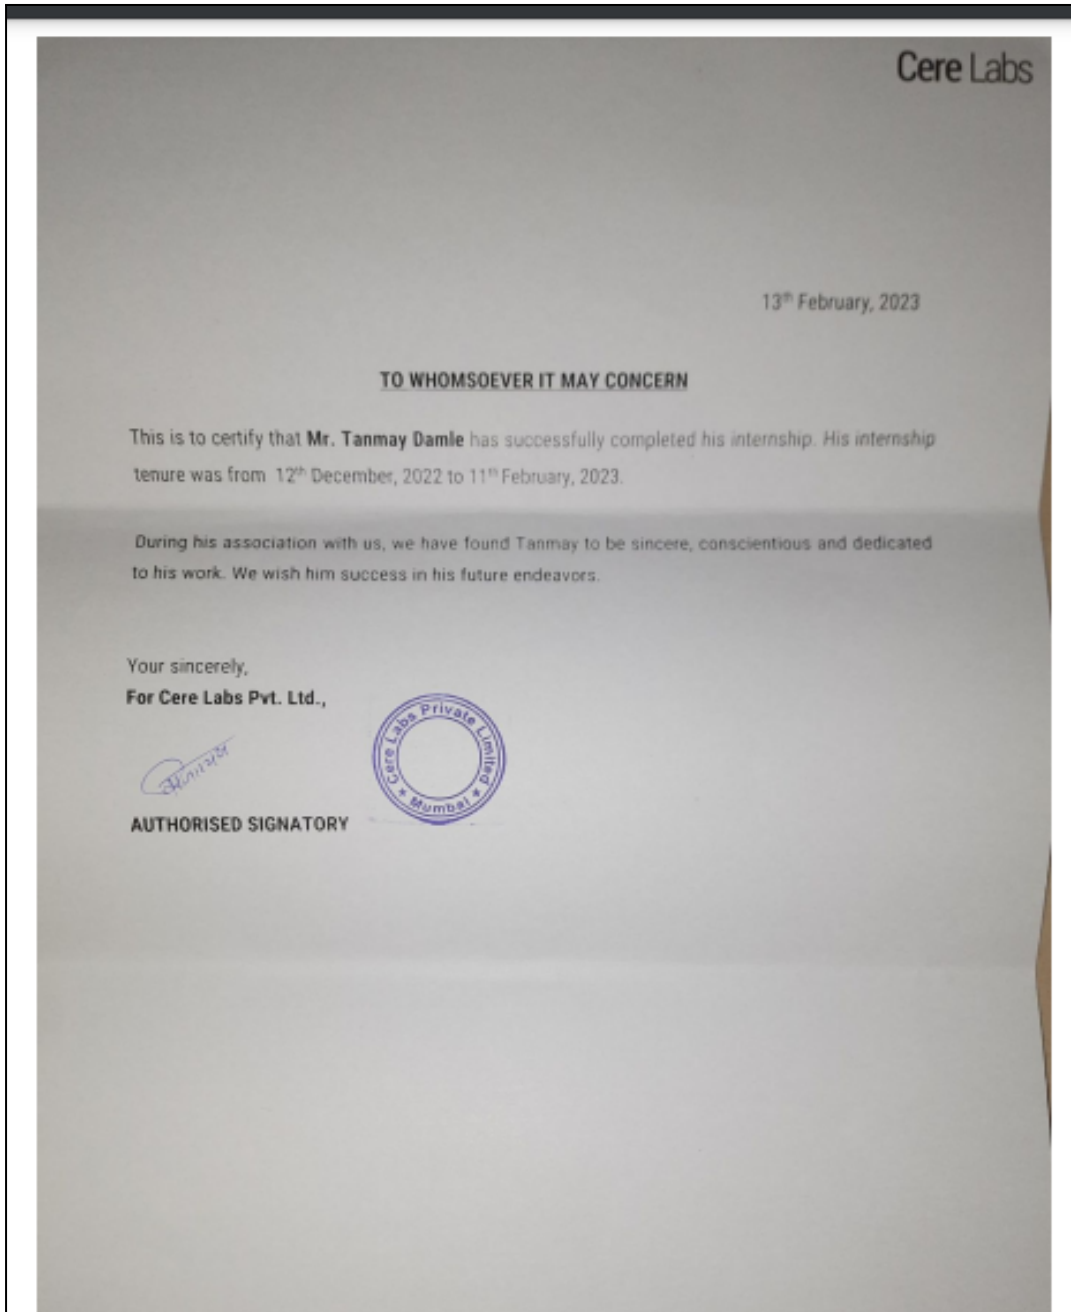 Cere Labs
13th February, 2023
TO WHOMSOEVER IT MAY CONCERN
This is to certify that Mr. Tanmay Damle has successfully completed his internship. His internship
tenure was from 12th December, 2022 to 11th February, 2023.
During his association with us, we have found Tanmay to be sincere, conscientious and dedicated
to his work. We wish him success in his future endeavors.
Your sincerely,
For Cere Labs Pvt. Ltd.,
Cere Labs Private Limited
* Mumbai *
AUTHORISED SIGNATORY